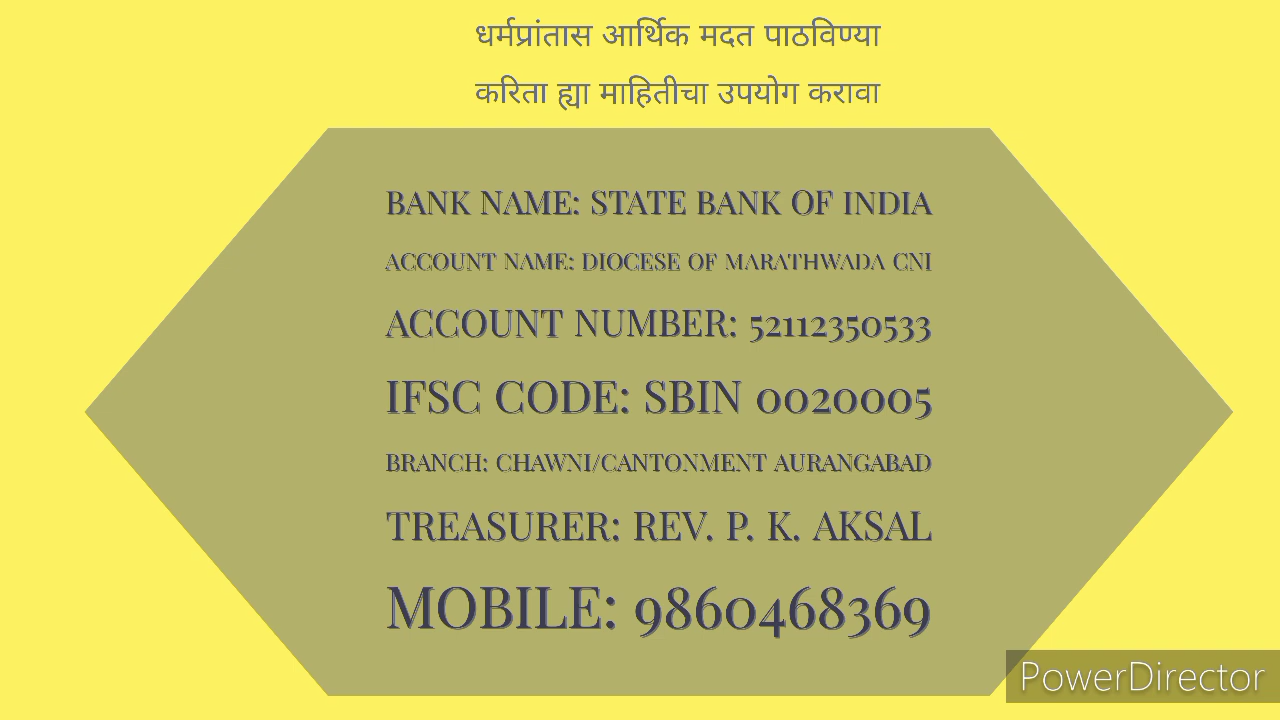 धर्मप्रांतास आर्थिक मदत पाठविण्या
करिता ह्या माहितीचा उपयोग करावा
BANK NAME: STATE BANK OF INDIA
ACCOUNT NAME: DIOCESE OF MARATHWADA CNI
ACCOUNT NUMBER: 52112350533
IFSC CODE: SBIN 0020005
BRANCH: CHAWNI/CANTONMENT AURANGABAD
TREASURER: REV. P. K. AKSAL
MOBILE: 9860468369
PowerDirector